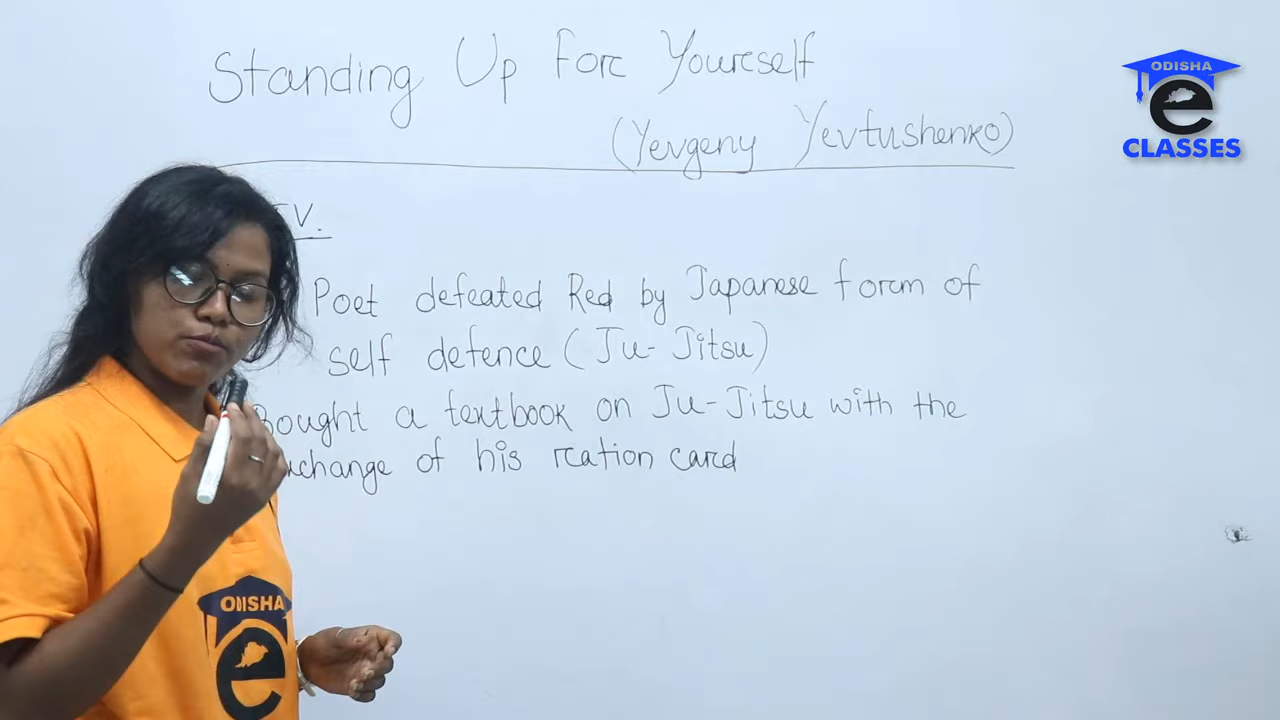 Standing Up For Yourself
(Yevgeny Yevtushenko)
IV.
Poet defeated Red by Japanese form of
self defence (Ju-Jitsu)
Bought a textbook on Ju-Jitsu with the
of his ration card
ODISHA
e
CLASSES
ODISHA
e